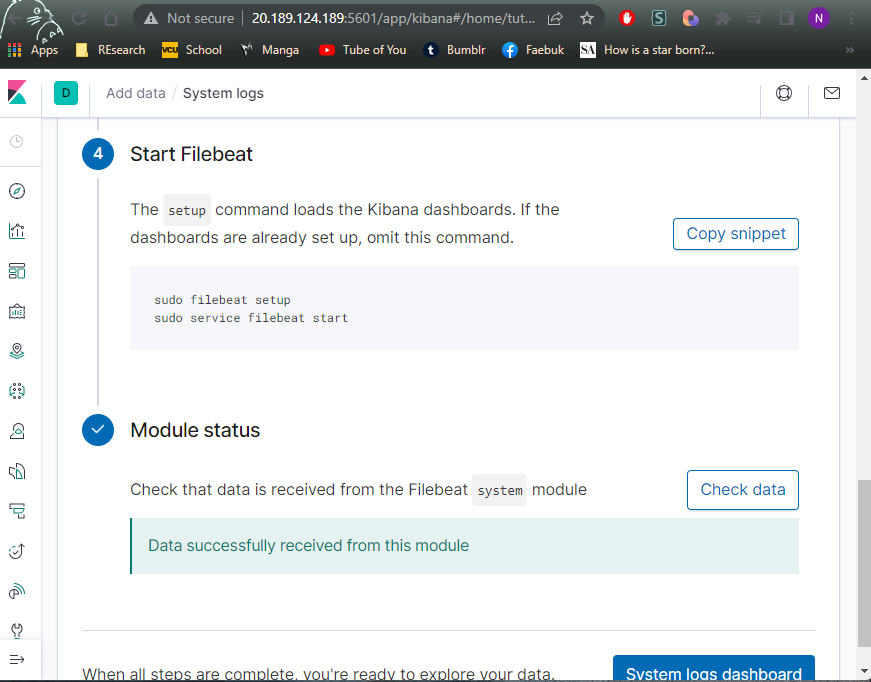 Not secure 20.189.124.189:5601/app/kibana#/home/tut... N
Apps REsearch VCU School Manga Tube of You t Bumblr Faebuk SA How is a star born?... »
D Add data / System logs
4 Start Filebeat
The setup command loads the Kibana dashboards. If the
dashboards are already set up, omit this command.
Copy snippet
sudo filebeat setup
sudo service filebeat start
Module status
Check that data is received from the Filebeat system module
Check data
Data successfully received from this module
When all steps are complete, you're ready to explore your data.
System logs dashboard